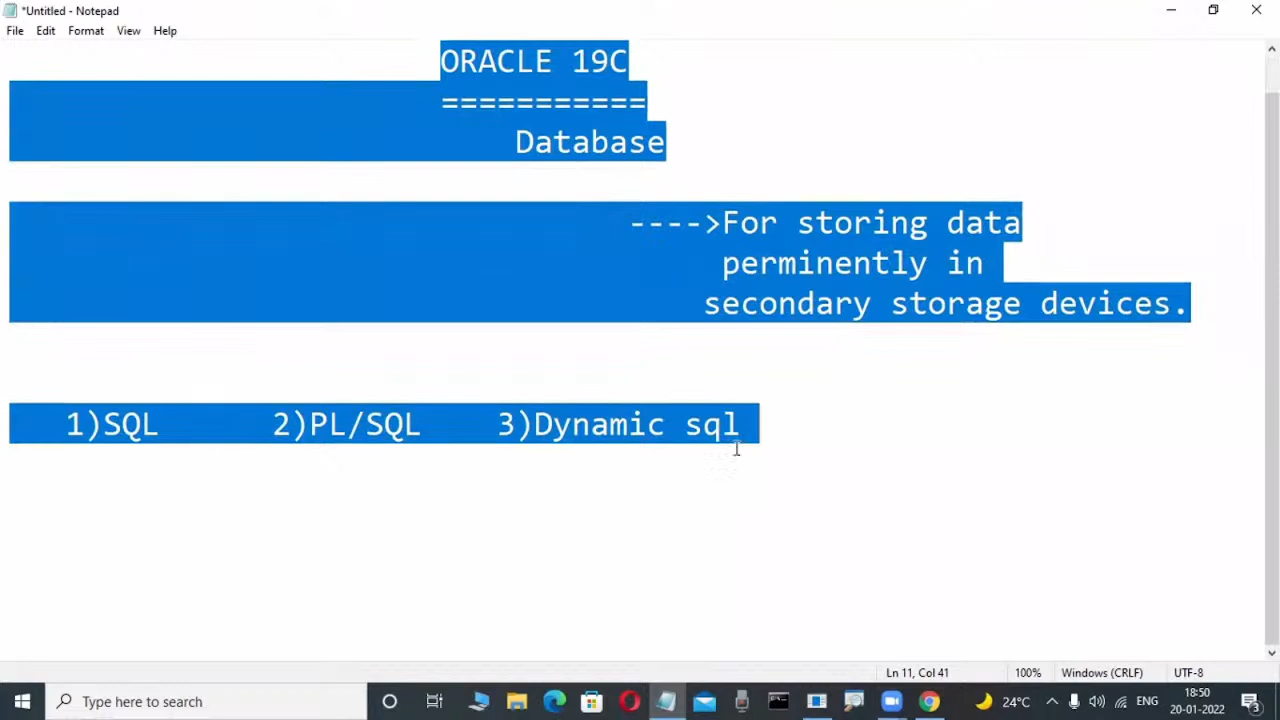 *Untitled - Notepad
File Edit Format View Help
ORACLE 19C
===========
Database
---->For storing data
perminently in
secondary storage devices.
1)SQL 2)PL/SQL 3)Dynamic sql
Ln 11, Col 41 100% Windows (CRLF) UTF-8
Type here to search 24°C ENG 18:50
20-01-2022 3